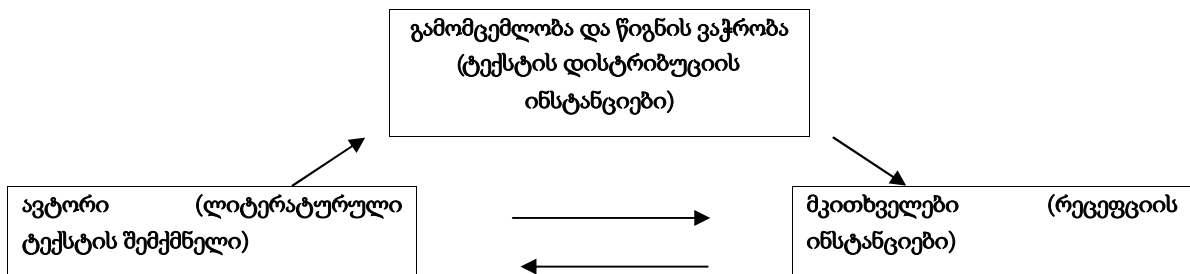 გამომცემლობა და წიგნის ვაჭრობა
(ტექსტის დისტრიბუციის
ინსტანციები)
ავტორი (ლიტერატურული
ტექსტის შემქმნელი)
მკითხველები (რეცეფციის
ინსტანციები)